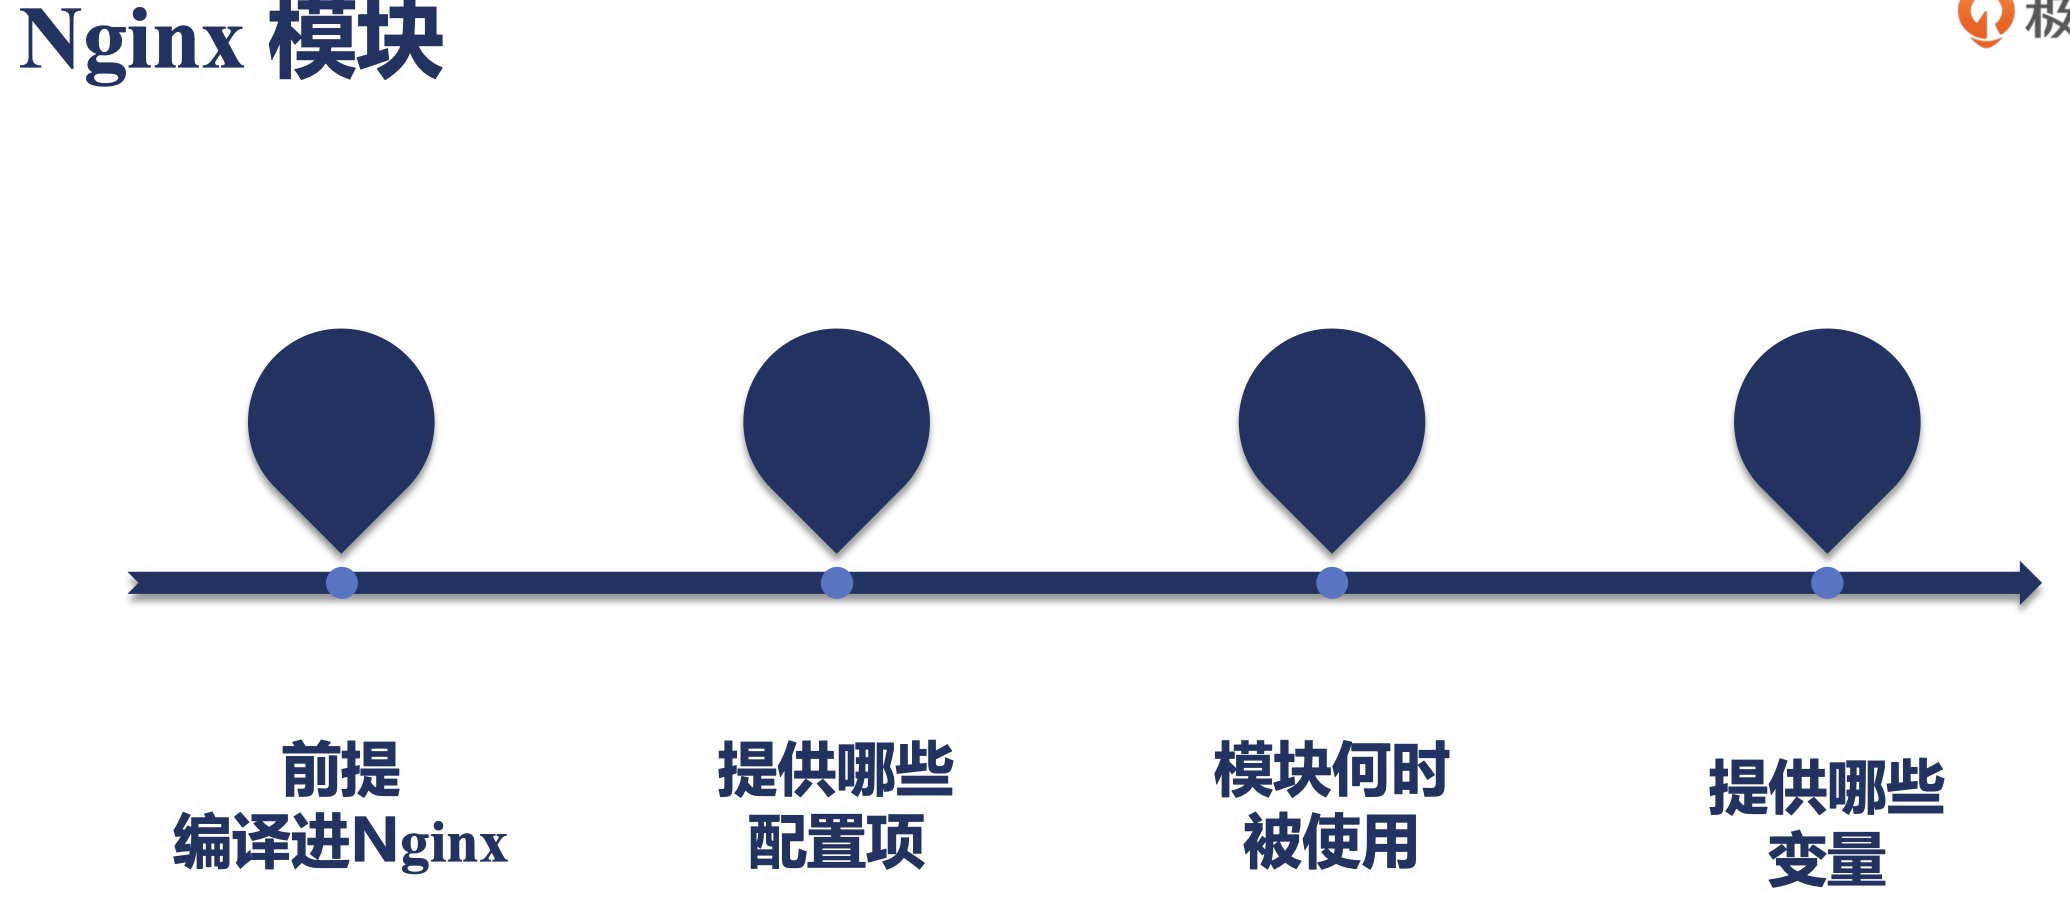 Nginx 模块
极
前提
编译进Nginx
提供哪些
配置项
模块何时
被使用
提供哪些
变量